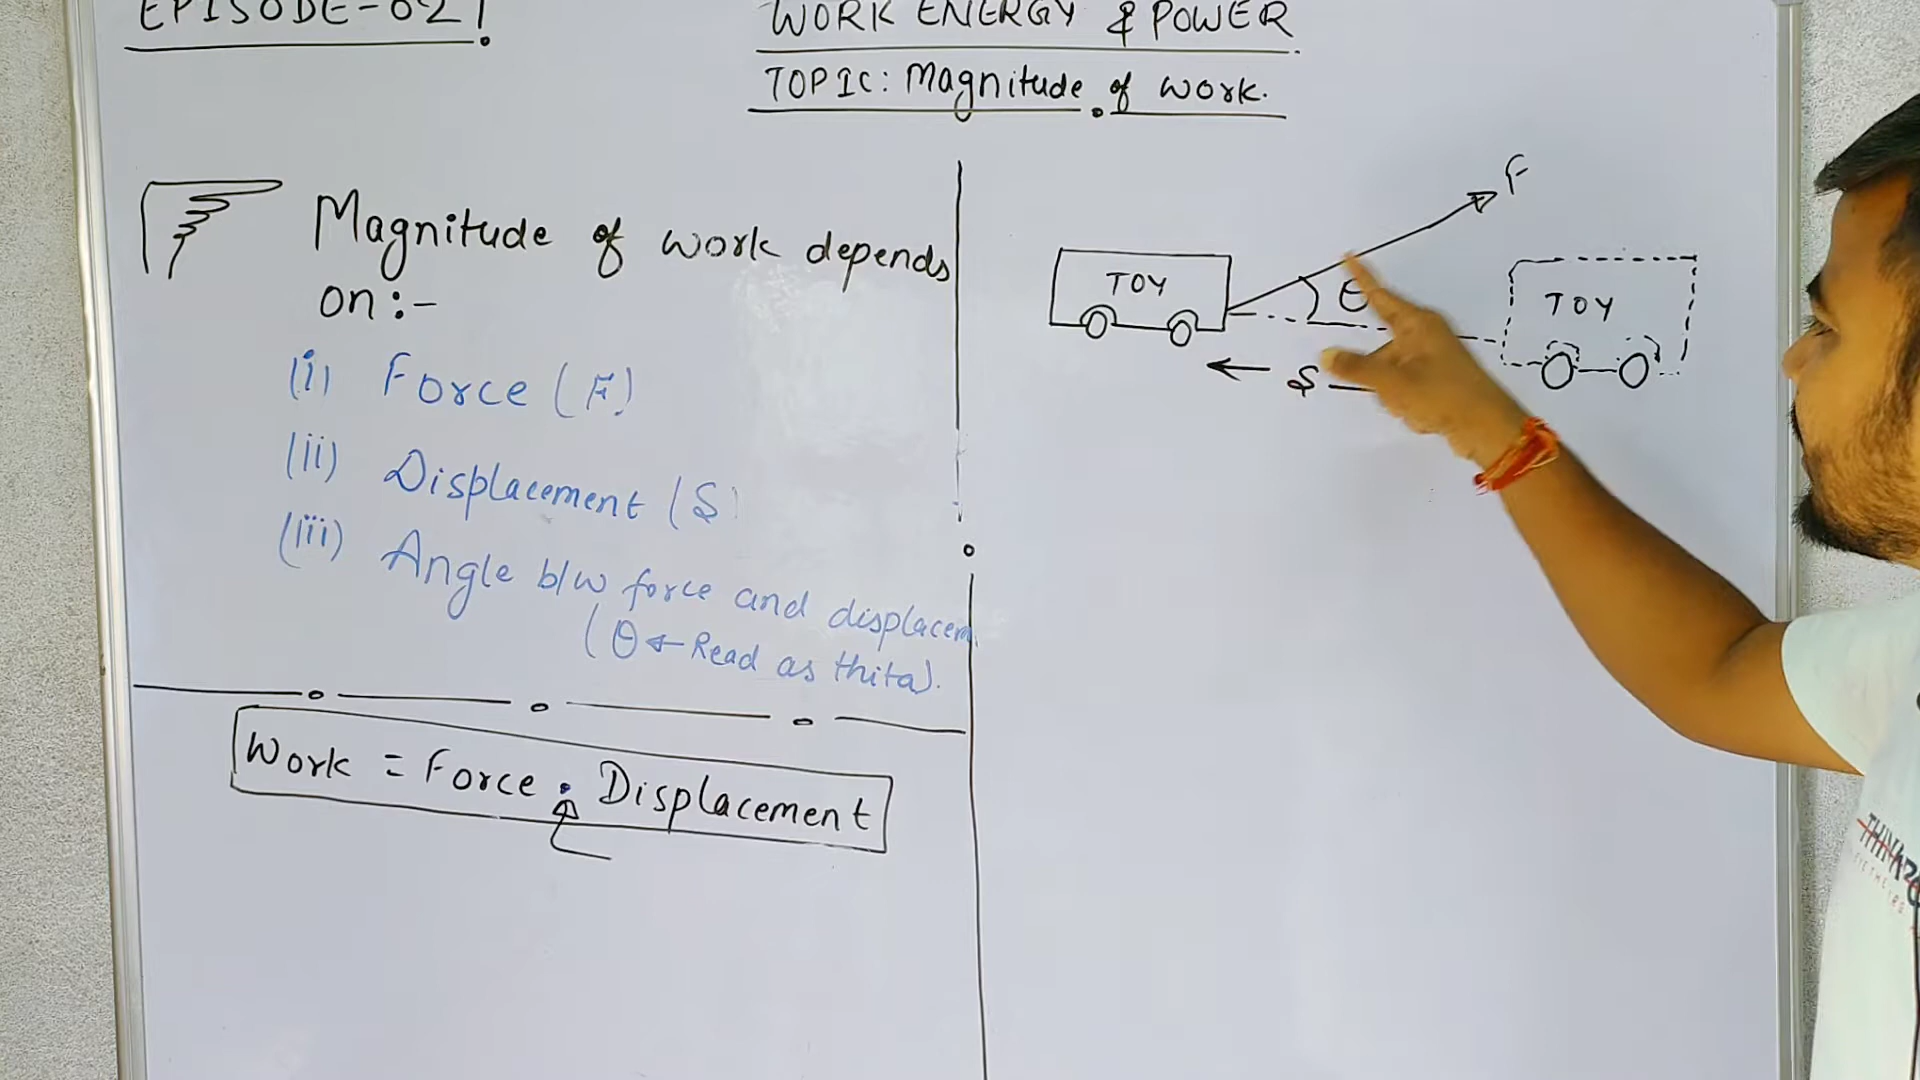 EPISODE-02!
WORK ENERGY & POWER
TOPIC: Magnitude of work.
Magnitude of work depends
on:-
(i) Force (F)
(ii) Displacement (S)
(iii) Angle b/w force and displacem
(θ ← Read as thita).
Work = Force . Displacement
F
TOY
θ
TOY
S